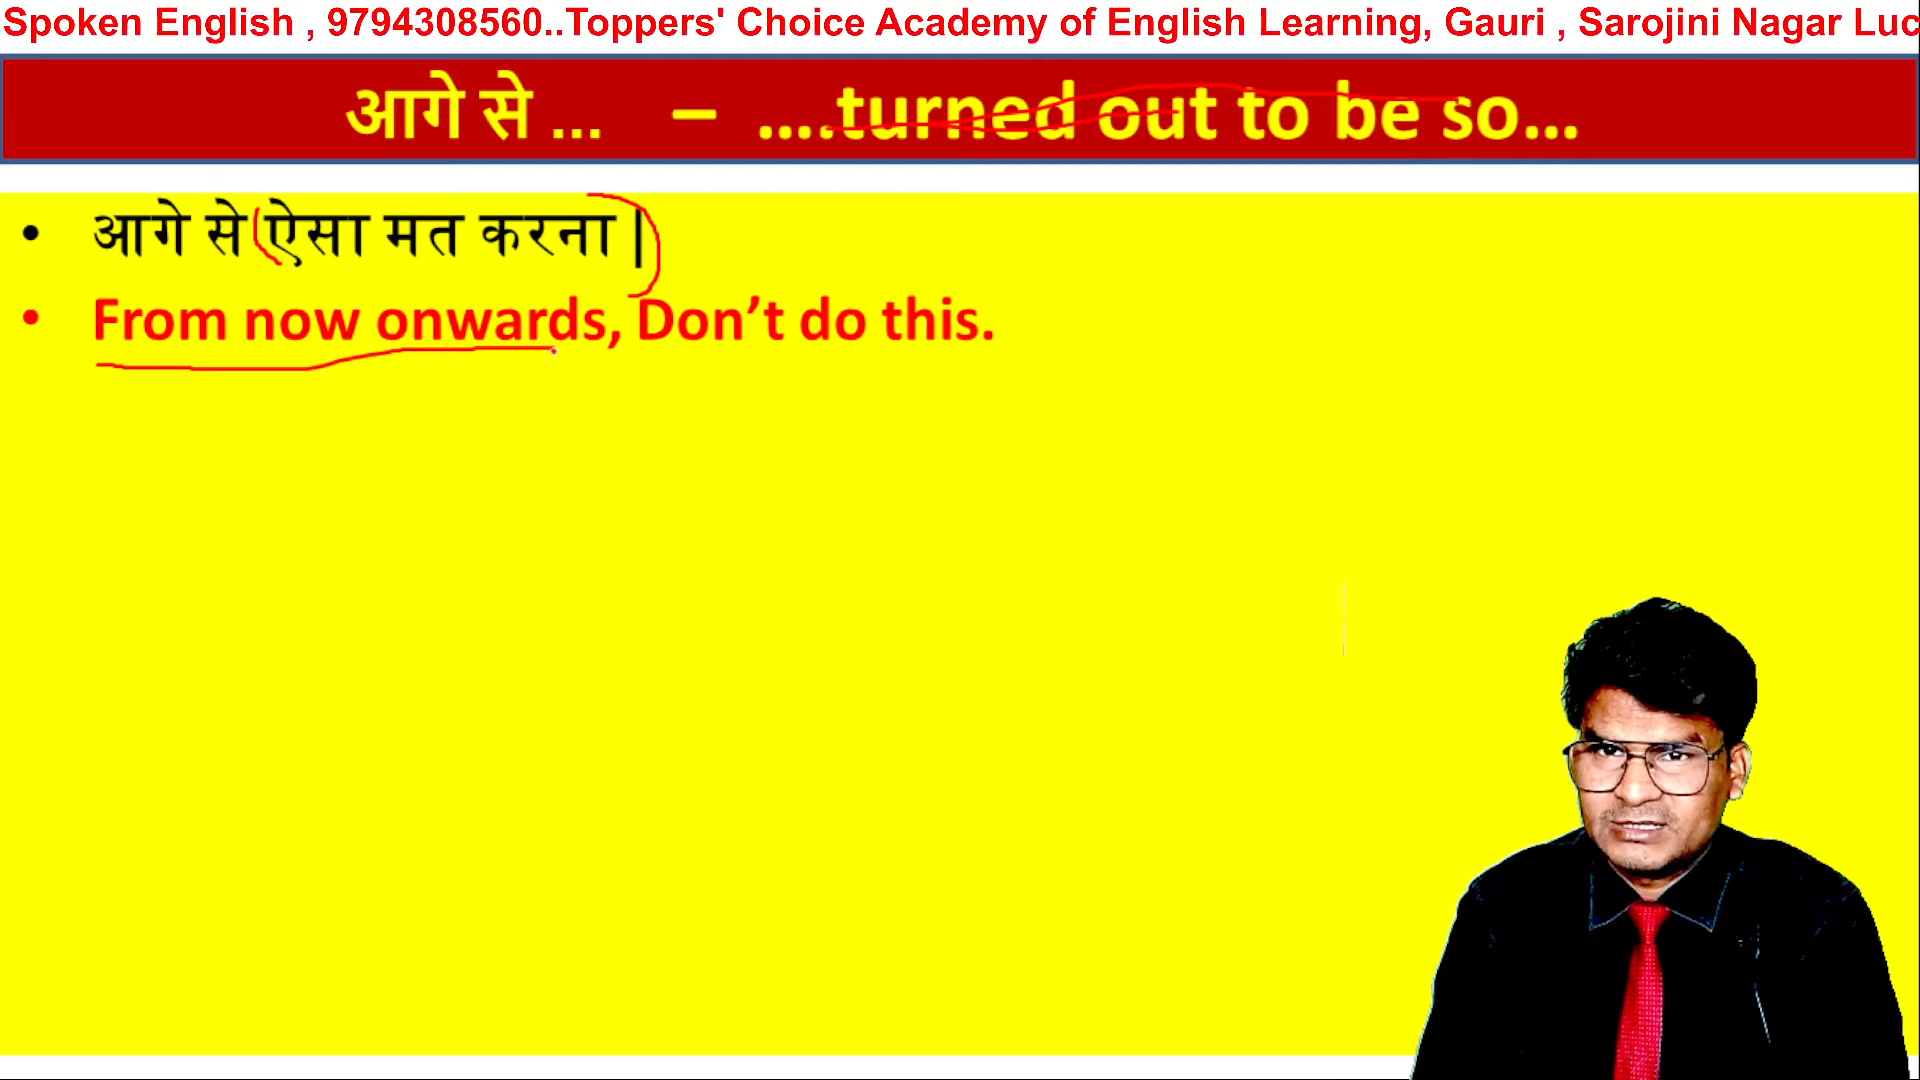 Spoken English , 9794308560..Toppers' Choice Academy of English Learning, Gauri , Sarojini Nagar Luc
आगे से ... – ....turned out to be so...
• आगे से ऐसा मत करना |
• From now onwards, Don’t do this.